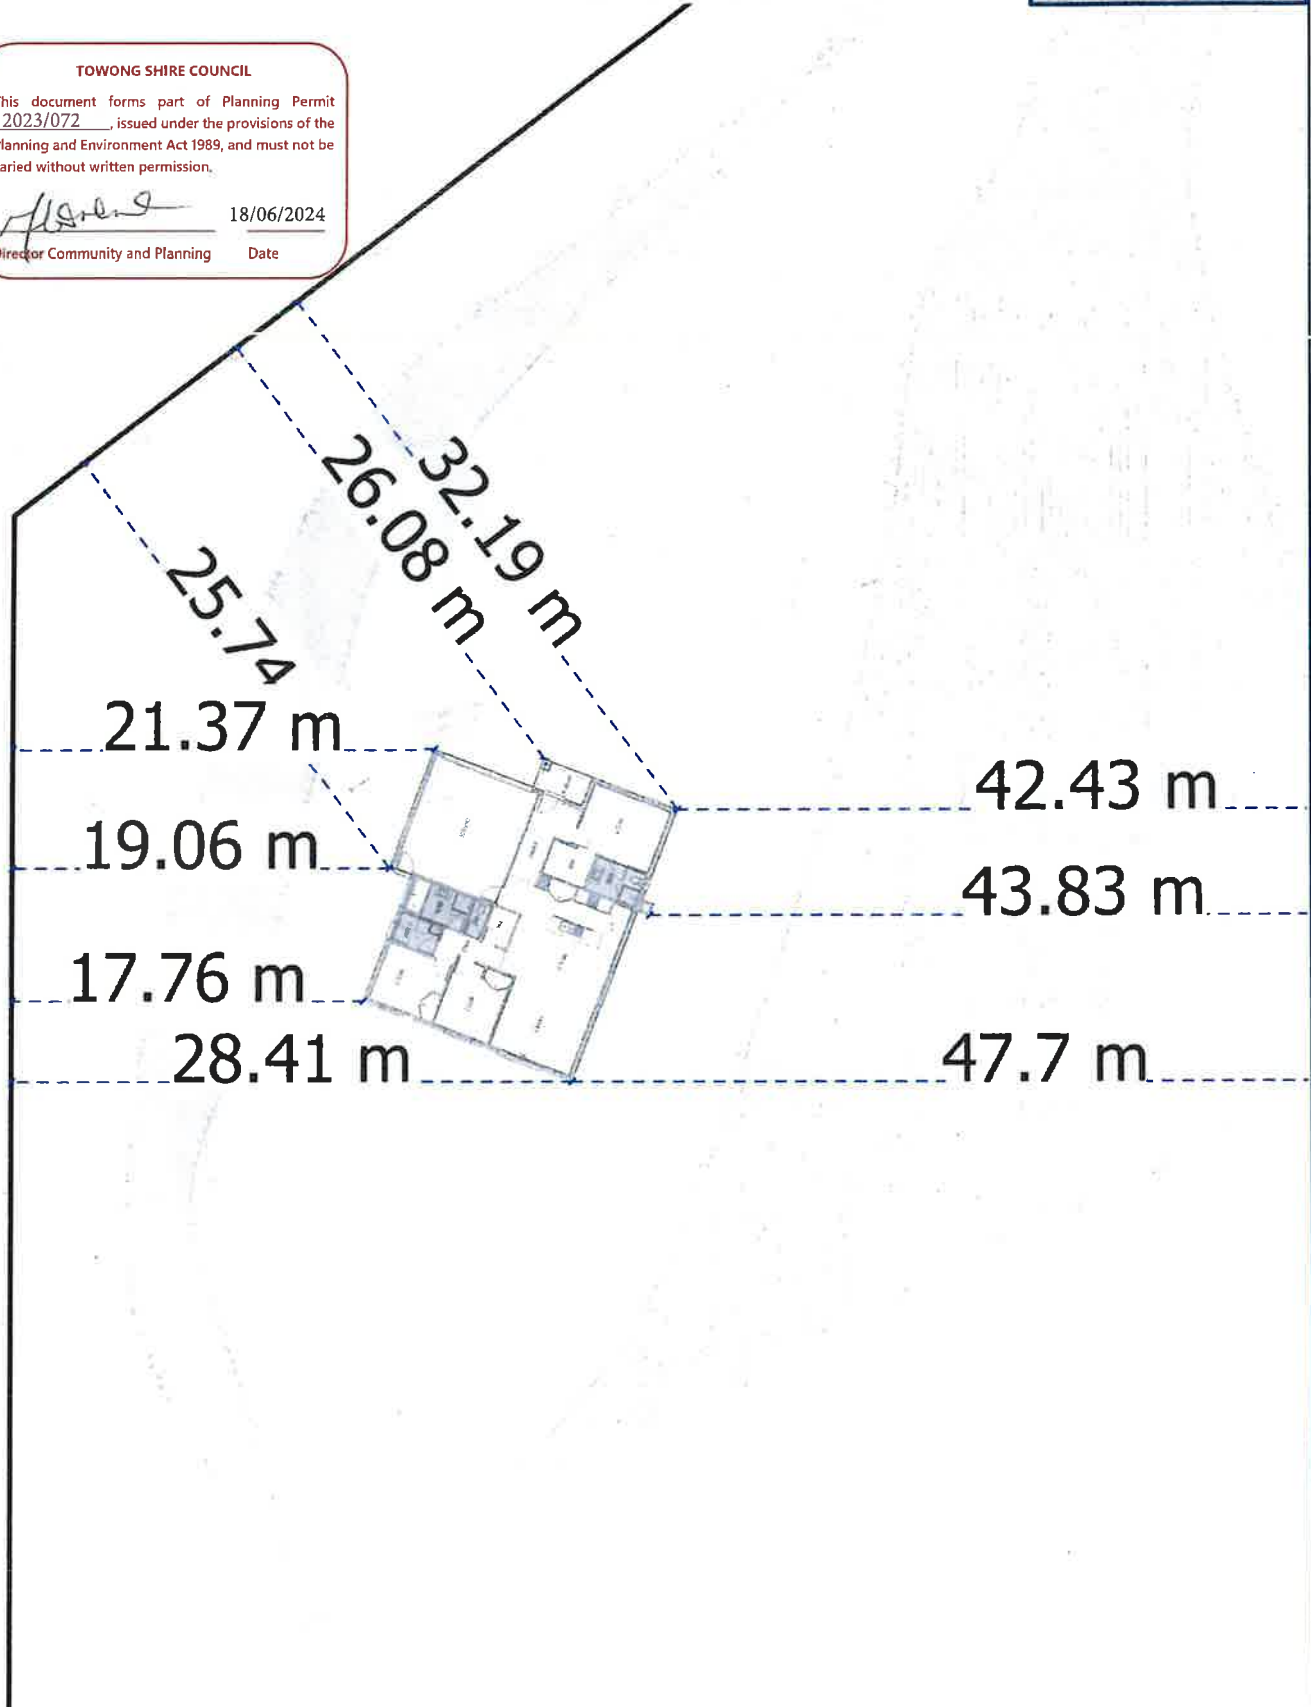 TOWONG SHIRE COUNCIL
his document forms part of Planning Permit
2023/072 , issued under the provisions of the
lanning and Environment Act 1989, and must not be
aried without written permission.
18/06/2024
irector Community and Planning Date
32.19 m
26.08 m
25.74
21.37 m
42.43 m
19.06 m
43.83 m
17.76 m
28.41 m
47.7 m